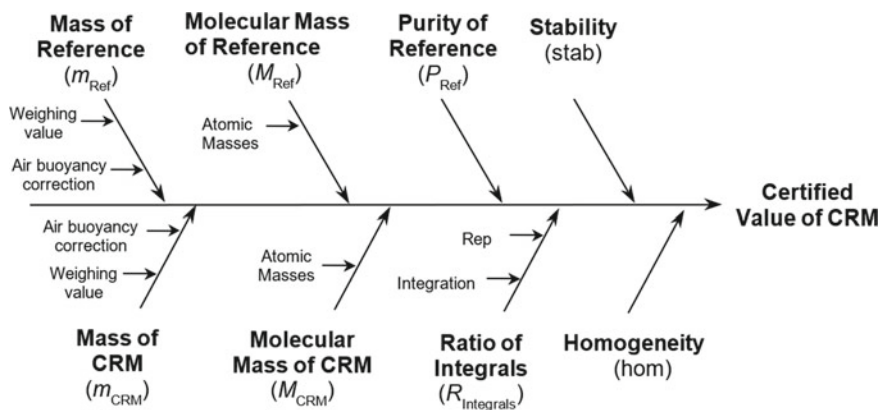 Mass of
Reference
(mRef)
Molecular Mass
of Reference
(MRef)
Purity of
Reference
(PRef)
Stability
(stab)
Weighing
value
Air buoyancy
correction
Atomic
Masses
Certified
Value of CRM
Air buoyancy
correction
Weighing
value
Atomic
Masses
Rep
Integration
Mass of
CRM
(mCRM)
Molecular
Mass of CRM
(MCRM)
Ratio of
Integrals
(RIntegrals)
Homogeneity
(hom)